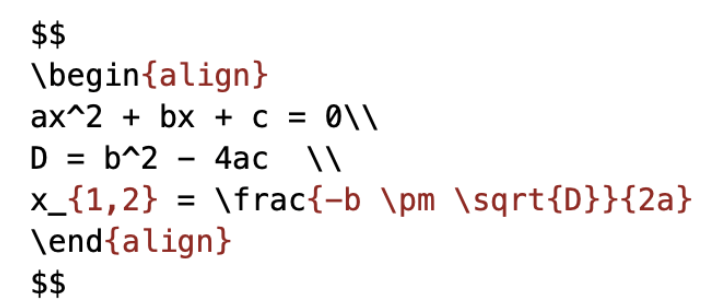 $$
\begin{align}
ax^2 + bx + c = 0\\
D = b^2 - 4ac  \\
x_{1,2} = \frac{-b \pm \sqrt{D}}{2a}
\end{align}
$$